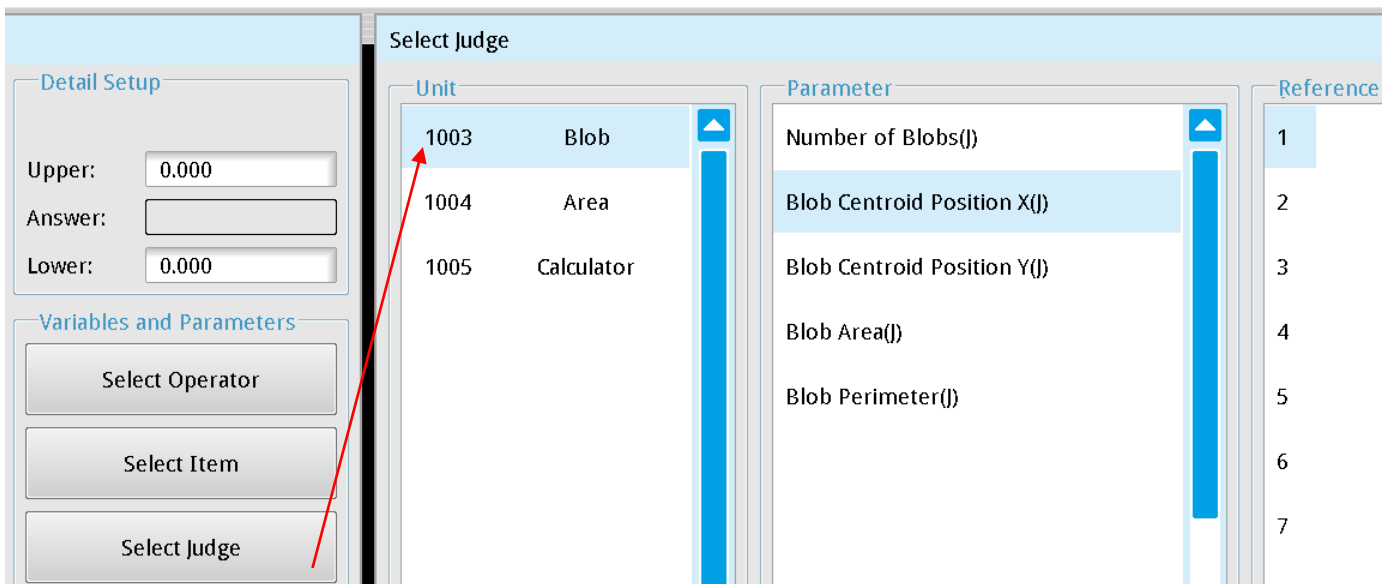 Select Judge
Detail Setup
Upper: 0.000
Answer:
Lower: 0.000
Variables and Parameters
Select Operator
Select Item
Select Judge
Unit
1003 Blob
1004 Area
1005 Calculator
Parameter
Number of Blobs(J)
Blob Centroid Position X(J)
Blob Centroid Position Y(J)
Blob Area(J)
Blob Perimeter(J)
Reference
1
2
3
4
5
6
7